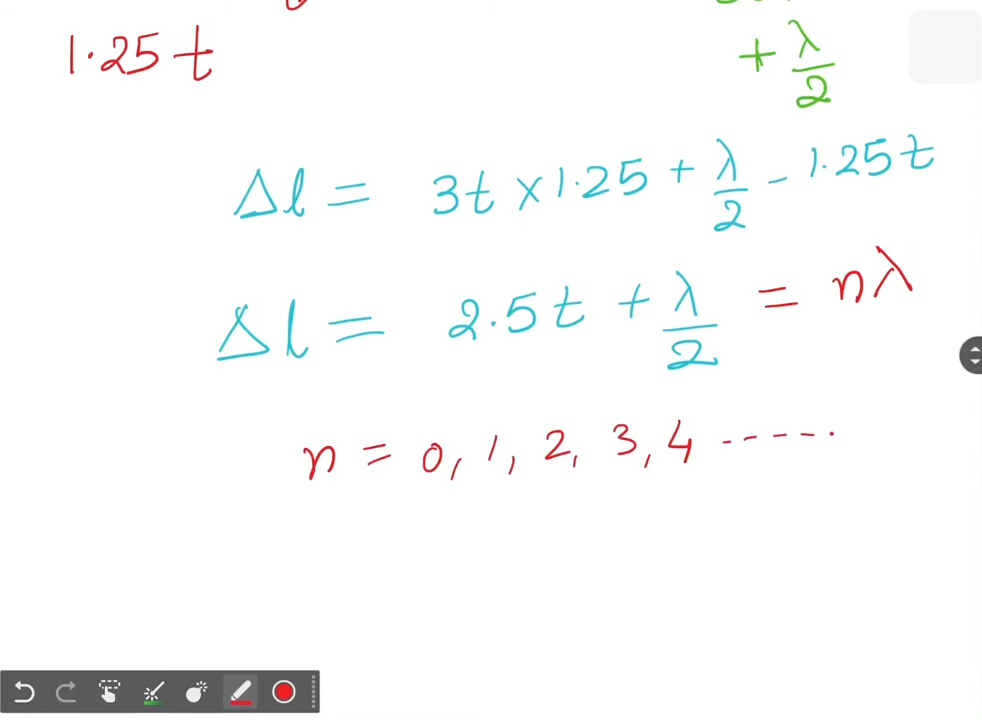 1.25 t
+ λ/2
Δl = 3t × 1.25 + λ/2 - 1.25t
Δl = 2.5t + λ/2 = nλ
n = 0, 1, 2, 3, 4 -----.